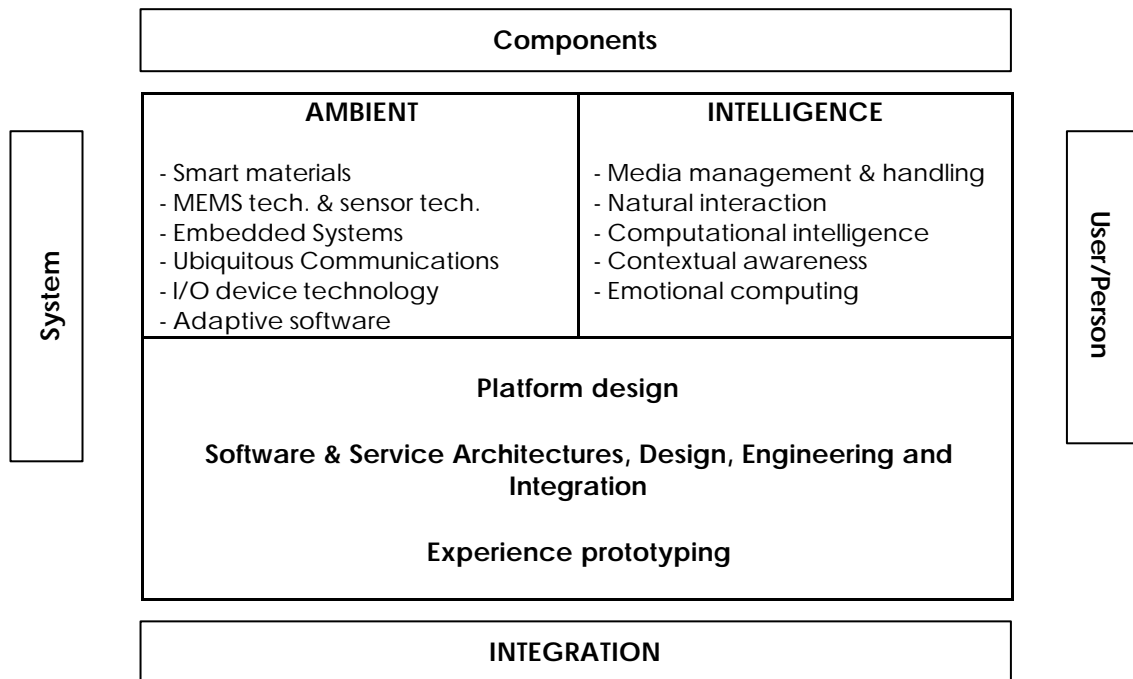 Components
System
AMBIENT
- Smart materials
- MEMS tech. & sensor tech.
- Embedded Systems
- Ubiquitous Communications
- I/O device technology
- Adaptive software
INTELLIGENCE
- Media management & handling
- Natural interaction
- Computational intelligence
- Contextual awareness
- Emotional computing
User/Person
Platform design
Software & Service Architectures, Design, Engineering and
Integration
Experience prototyping
INTEGRATION